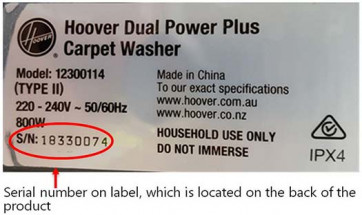 HOOVER
Hoover Dual Power Plus
Carpet Washer
Model: 12300114
(TYPE II)
220 - 240V ~ 50/60Hz
800W
S/N: 18330074
Made in China
To our exact specifications
www.hoover.com.au
www.hoover.co.nz
HOUSEHOLD USE ONLY
DO NOT IMMERSE
IPX4
Serial number on label, which is located on the back of the
product